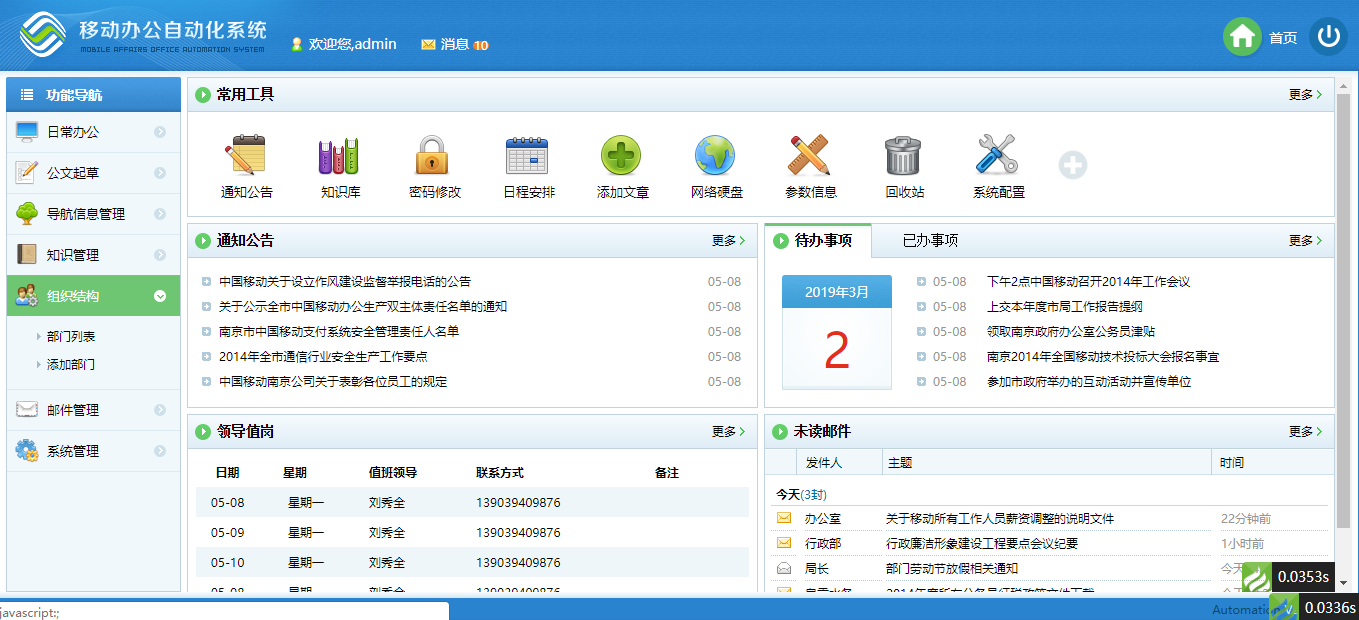 移动办公自动化系统
MOBILE AFFAIRS OFFICE AUTOMATION SYSTEM
欢迎您,admin 消息 10
首页
功能导航
日常办公
公文起草
导航信息管理
知识管理
组织结构
部门列表
添加部门
邮件管理
系统管理
常用工具 更多
通知公告 知识库 密码修改 日程安排 添加文章 网络硬盘 参数信息 回收站 系统配置
通知公告 更多
中国移动关于设立作风建设监督举报电话的公告 05-08
关于公示全市中国移动办公生产双主体责任名单的通知 05-08
南京市中国移动支付系统安全管理责任人名单 05-08
2014年全市通信行业安全生产工作要点 05-08
中国移动南京公司关于表彰各位员工的规定 05-08
待办事项 已办事项 更多
2019年3月
2
05-08 下午2点中国移动召开2014年工作会议
05-08 上交本年度市局工作报告提纲
05-08 领取南京政府办公室公务员津贴
05-08 南京2014年全国移动技术投标大会报名事宜
05-08 参加市政府举办的互动活动并宣传单位
领导值岗 更多
日期 星期 值班领导 联系方式 备注
05-08 星期一 刘秀全 139039409876
05-09 星期一 刘秀全 139039409876
05-10 星期一 刘秀全 139039409876
05-08 星期一 刘秀全 139039409876
未读邮件 更多
发件人 主题 时间
今天(3封)
办公室 关于移动所有工作人员薪资调整的说明文件 22分钟前
行政部 行政廉洁形象建设工程要点会议纪要 1小时前
局长 部门劳动节放假相关通知 今天
0.0353s
javascript:;
Automation V.
0.0336s